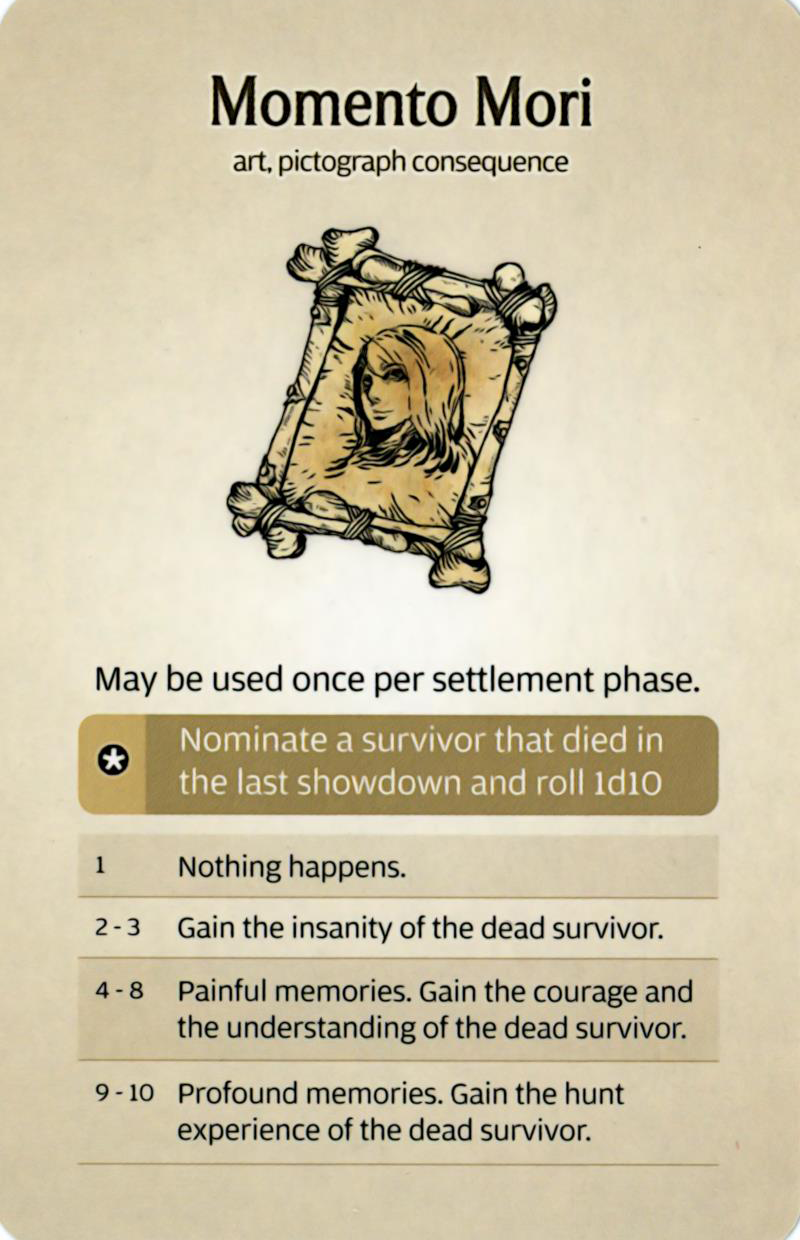 Momento Mori
art, pictograph consequence
May be used once per settlement phase.
Nominate a survivor that died in
the last showdown and roll 1d10
1 Nothing happens.
2 - 3 Gain the insanity of the dead survivor.
4 - 8 Painful memories. Gain the courage and
the understanding of the dead survivor.
9 - 10 Profound memories. Gain the hunt
experience of the dead survivor.